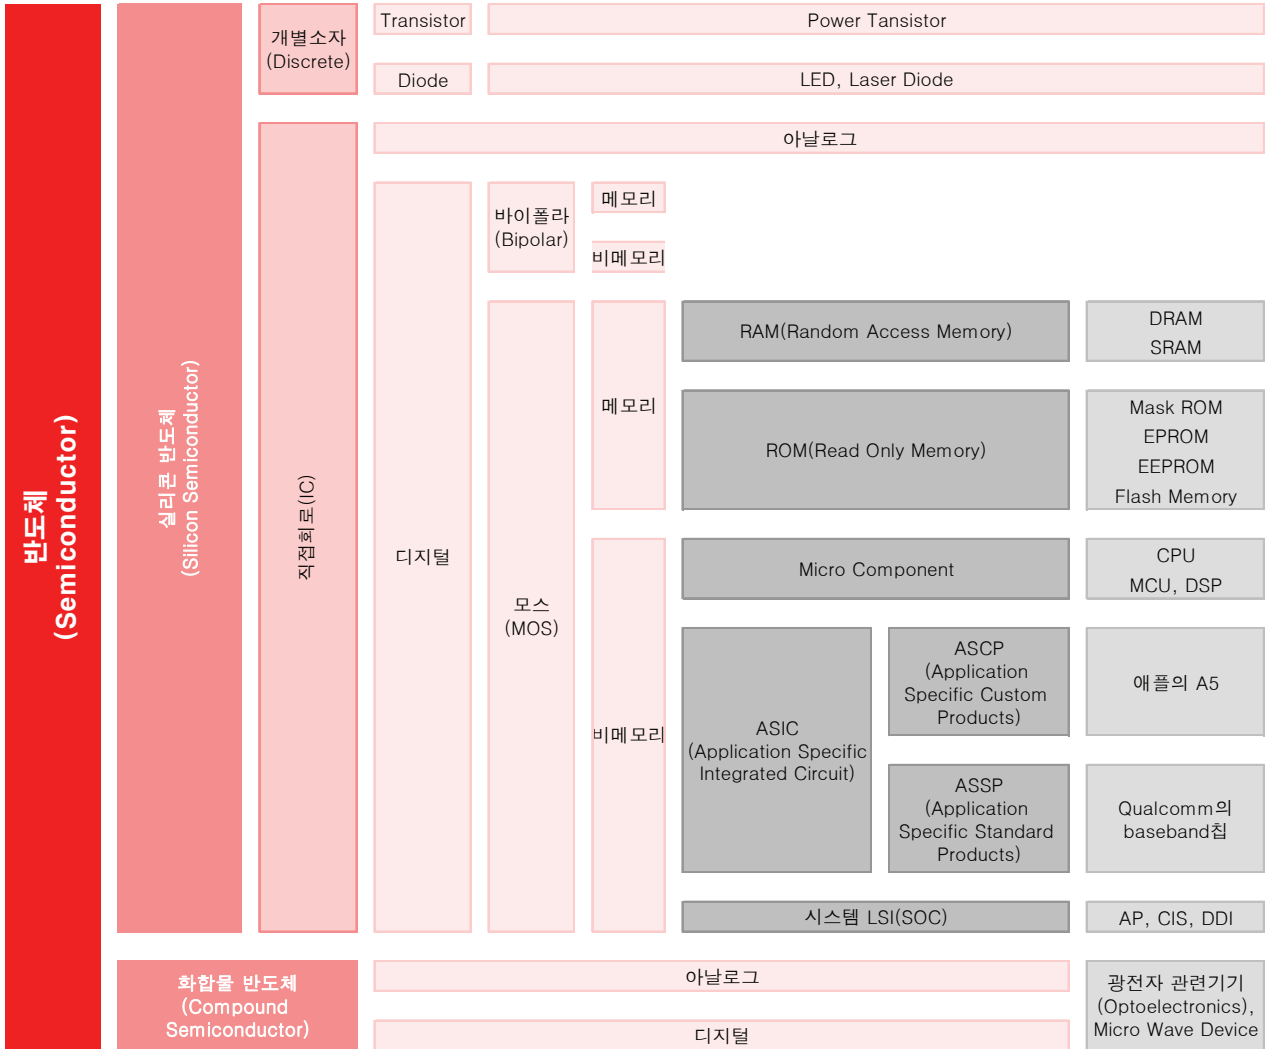 반도체
(Semiconductor)
실리콘 반도체
(Silicon Semiconductor)
개별소자
(Discrete)
Transistor
Power Tansistor
Diode
LED, Laser Diode
직접회로(IC)
아날로그
디지털
바이폴라
(Bipolar)
메모리
비메모리
모스
(MOS)
메모리
RAM(Random Access Memory)
DRAM
SRAM
ROM(Read Only Memory)
Mask ROM
EPROM
EEPROM
Flash Memory
비메모리
Micro Component
CPU
MCU, DSP
ASIC
(Application Specific
Integrated Circuit)
ASCP
(Application
Specific Custom
Products)
애플의 A5
ASSP
(Application
Specific Standard
Products)
Qualcomm의
baseband칩
시스템 LSI(SOC)
AP, CIS, DDI
화합물 반도체
(Compound
Semiconductor)
아날로그
디지털
광전자 관련기기
(Optoelectronics),
Micro Wave Device